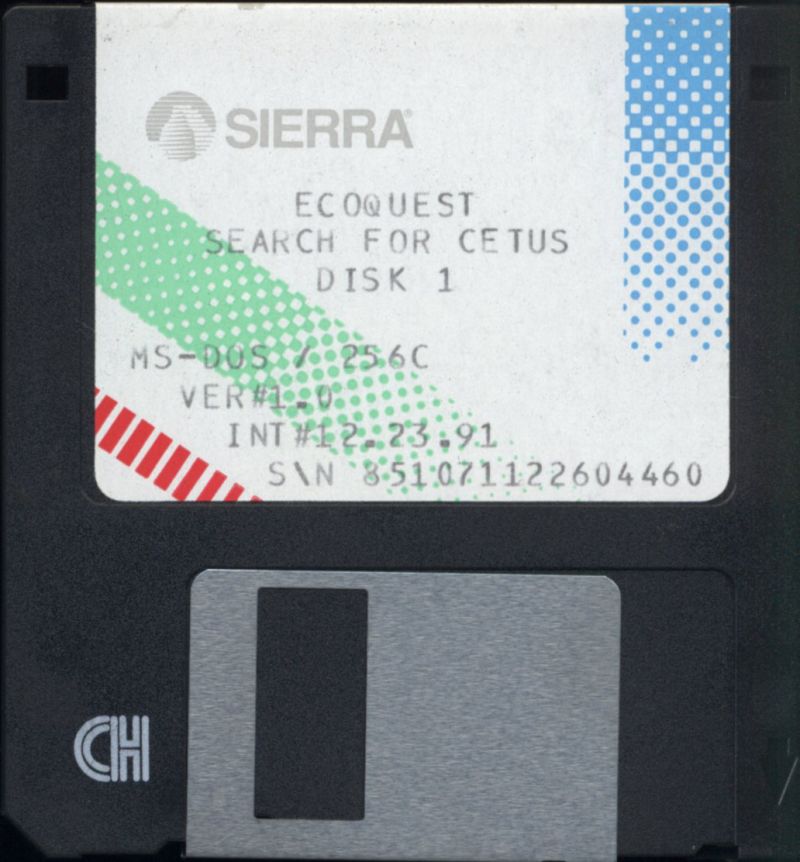 SIERRA®
ECOQUEST
SEARCH FOR CETUS
DISK 1
MS-DOS / 256C
VER#1.0
INT#12.23.91
S\N 851071122604460
CH